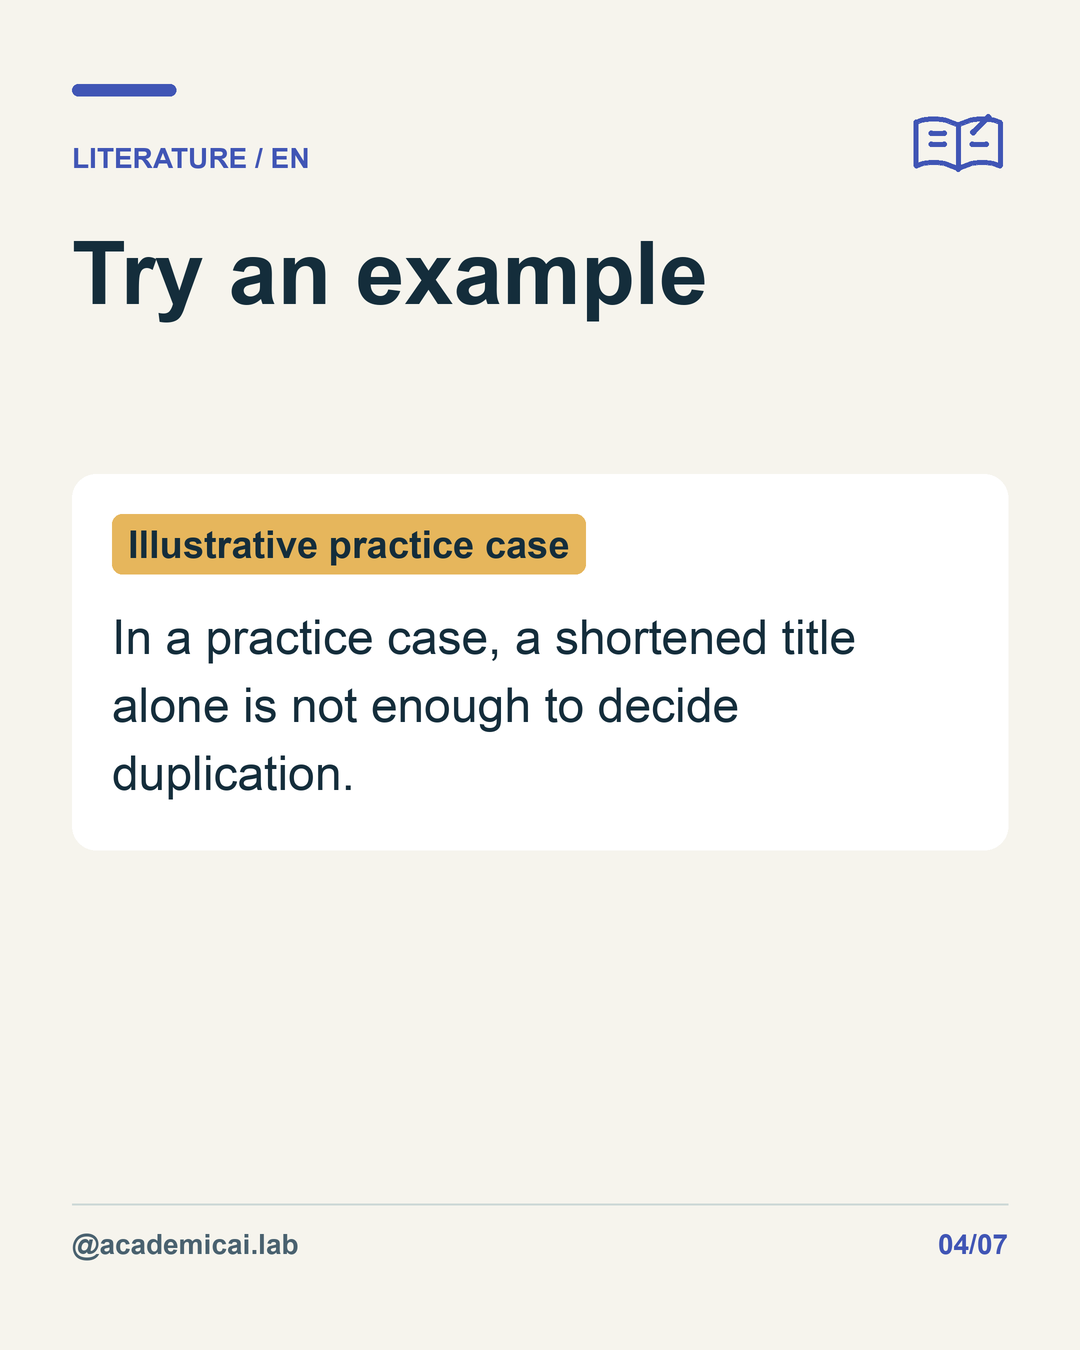 LITERATURE / EN
Try an example
Illustrative practice case
In a practice case, a shortened title
alone is not enough to decide
duplication.
@academicai.lab
04/07